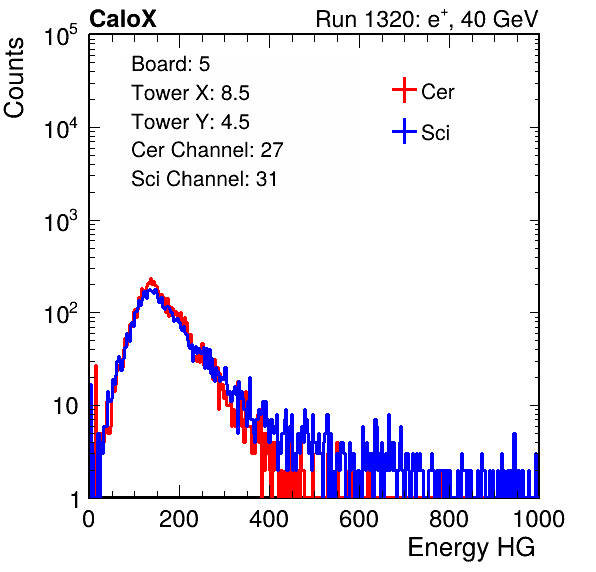 CaloX Run 1320: e⁺, 40 GeV
Counts
10⁵
10⁴
10³
10²
10
1
Board: 5
Tower X: 8.5
Tower Y: 4.5
Cer Channel: 27
Sci Channel: 31
Cer
Sci
0 200 400 600 800 1000
Energy HG